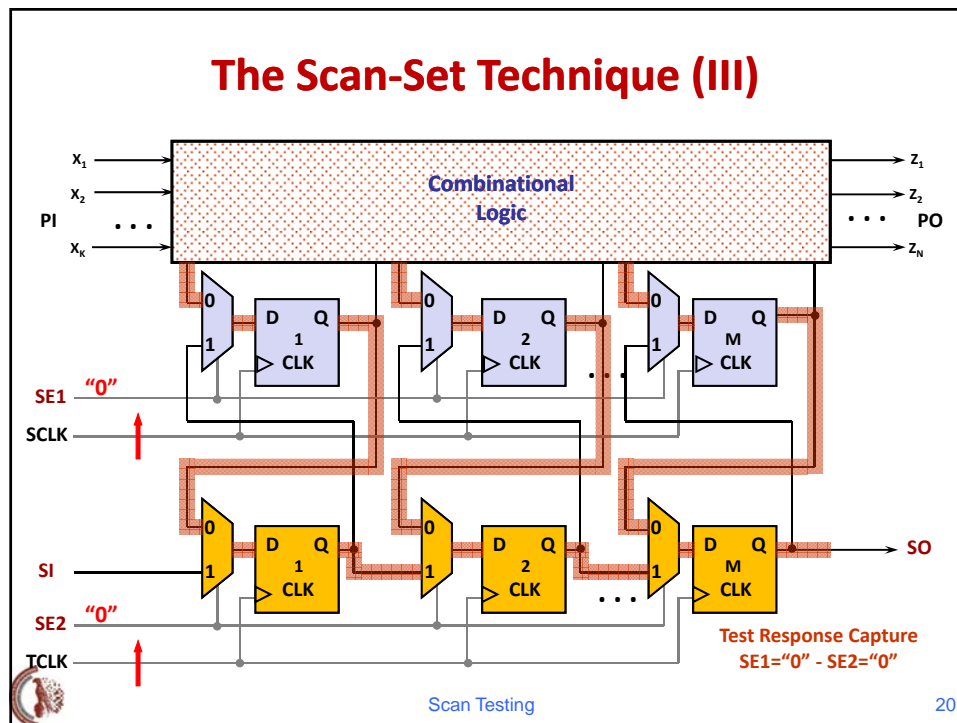 The Scan-Set Technique (III)
X1
X2
PI
. . .
XK
Combinational
Logic
Z1
Z2
. . . PO
ZN
0
1
D Q
1
CLK
0
1
D Q
2
CLK
. . .
0
1
D Q
M
CLK
SE1 “0”
SCLK
0
1
D Q
1
CLK
0
1
D Q
2
CLK
. . .
0
1
D Q
M
CLK
SI
SO
SE2 “0”
TCLK
Test Response Capture
SE1=“0” - SE2=“0”
Scan Testing
20